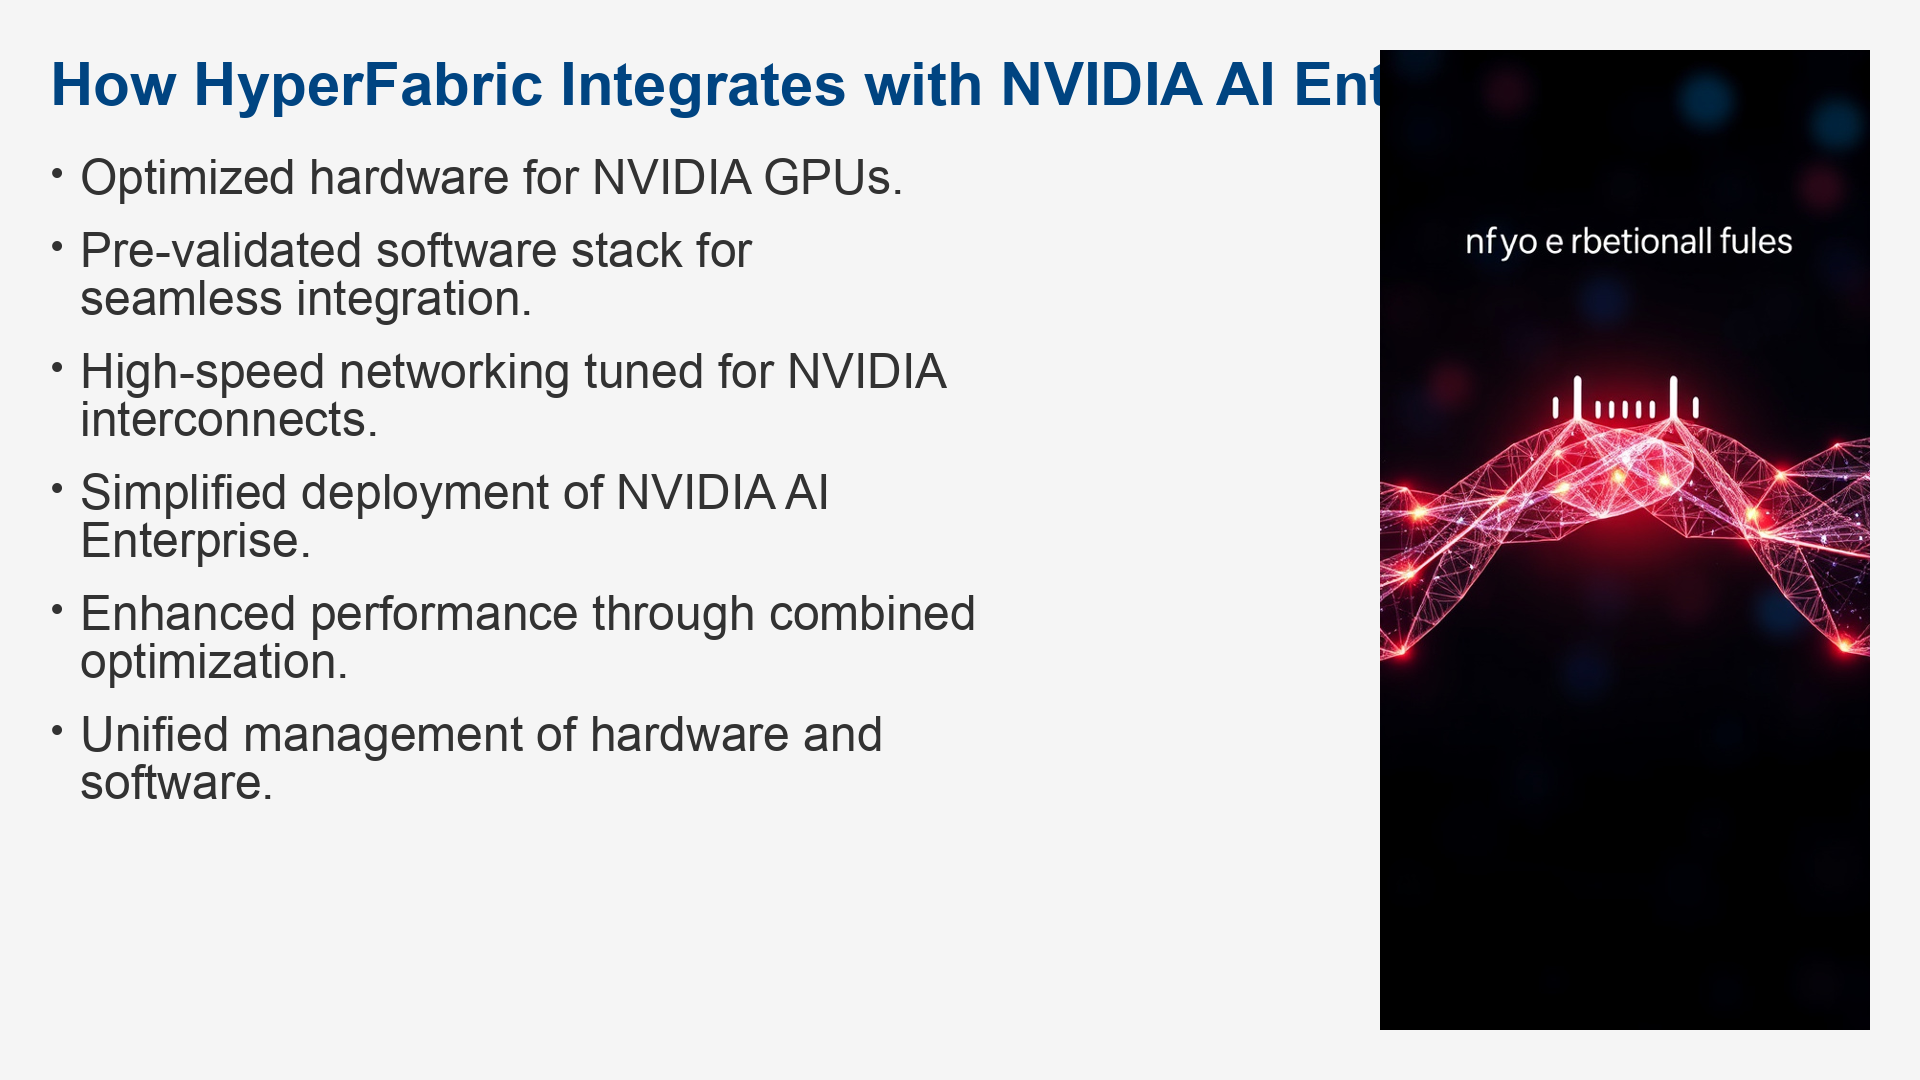 How HyperFabric Integrates with NVIDIA AI Ent
• Optimized hardware for NVIDIA GPUs.
• Pre-validated software stack for
seamless integration.
• High-speed networking tuned for NVIDIA
interconnects.
• Simplified deployment of NVIDIA AI
Enterprise.
• Enhanced performance through combined
optimization.
• Unified management of hardware and
software.
nf yo e rbetionall fules